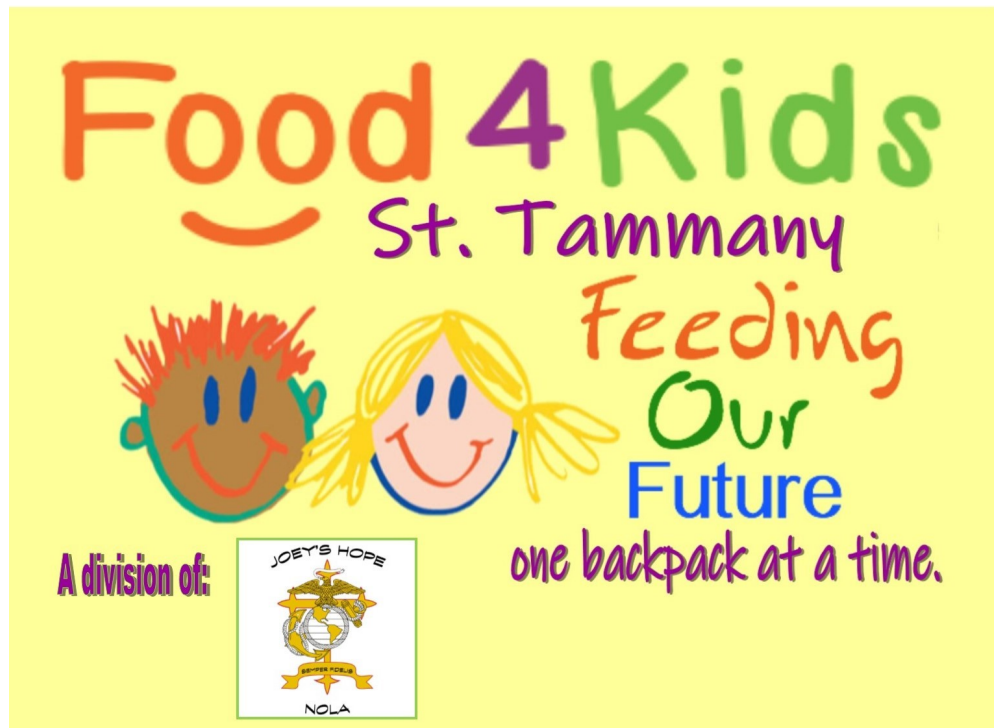 Food 4 Kids
St. Tammany
Feeding
Our
Future
one backpack at a time.
A division of:
JOEY'S HOPE
SEMPER FIDELIS
NOLA